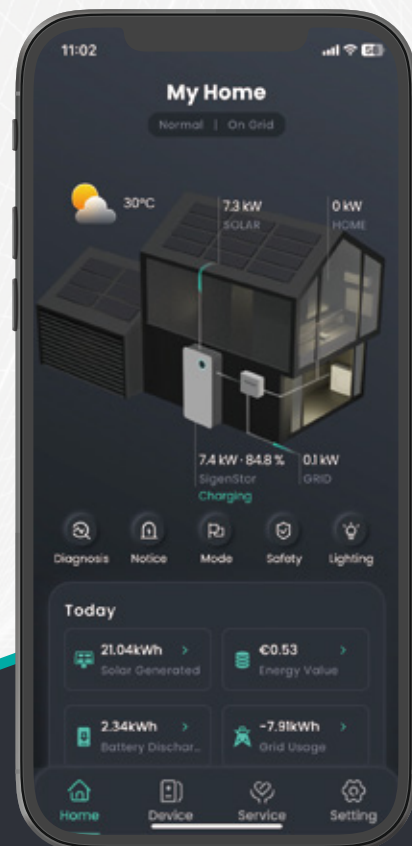 11:02
My Home
Normal | On Grid
30°C
7.3 kW
SOLAR
0 kW
HOME
7.4 kW · 84.8 %
SigenStor
Charging
0.1 kW
GRID
Diagnosis
Notice
Mode
Safety
Lighting
Today
21.04kWh >
Solar Generated
€0.53 >
Energy Value
2.34kWh >
Battery Dischar...
-7.91kWh >
Grid Usage
Home
Device
Service
Setting